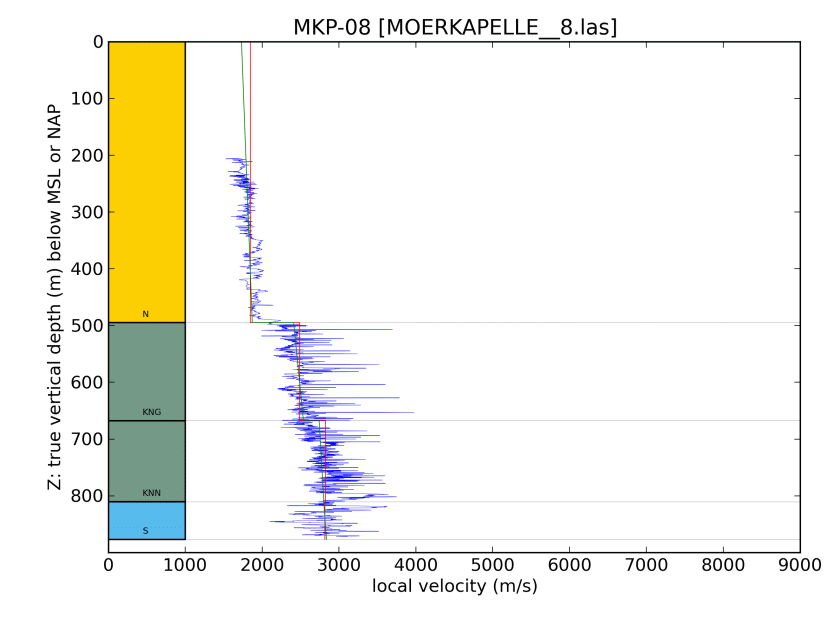 MKP-08 [MOERKAPELLE__8.las]
Z: true vertical depth (m) below MSL or NAP
0
100
200
300
400
500
600
700
800
N
KNG
KNN
S
0 1000 2000 3000 4000 5000 6000 7000 8000 9000
local velocity (m/s)